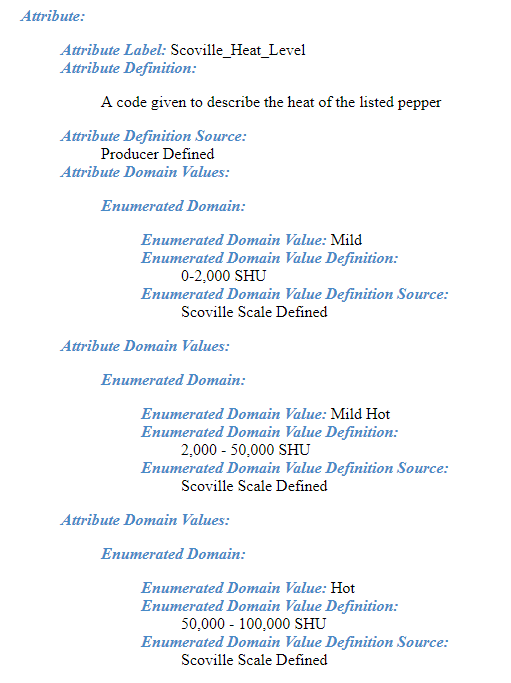 Attribute:
Attribute Label: Scoville_Heat_Level
Attribute Definition:
A code given to describe the heat of the listed pepper
Attribute Definition Source:
Producer Defined
Attribute Domain Values:
Enumerated Domain:
Enumerated Domain Value: Mild
Enumerated Domain Value Definition:
0-2,000 SHU
Enumerated Domain Value Definition Source:
Scoville Scale Defined
Attribute Domain Values:
Enumerated Domain:
Enumerated Domain Value: Mild Hot
Enumerated Domain Value Definition:
2,000 - 50,000 SHU
Enumerated Domain Value Definition Source:
Scoville Scale Defined
Attribute Domain Values:
Enumerated Domain:
Enumerated Domain Value: Hot
Enumerated Domain Value Definition:
50,000 - 100,000 SHU
Enumerated Domain Value Definition Source:
Scoville Scale Defined